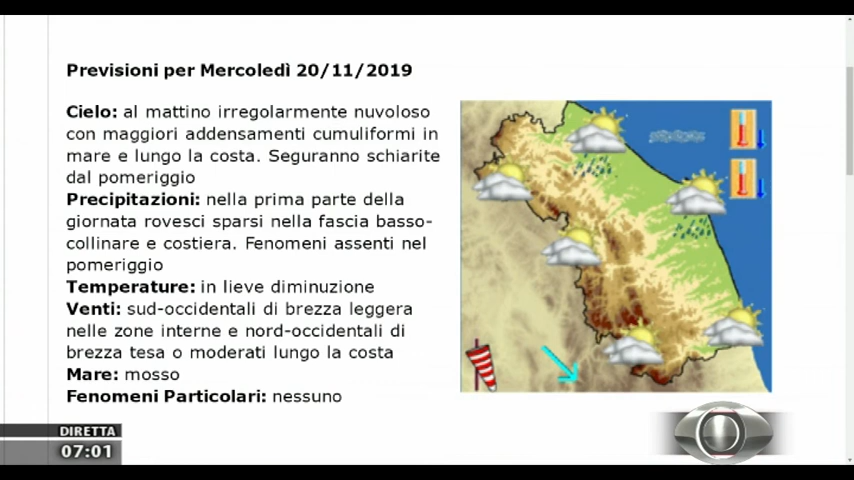 Previsioni per Mercoledì 20/11/2019
Cielo: al mattino irregolarmente nuvoloso
con maggiori addensamenti cumuliformi in
mare e lungo la costa. Seguranno schiarite
dal pomeriggio
Precipitazioni: nella prima parte della
giornata rovesci sparsi nella fascia basso-
collinare e costiera. Fenomeni assenti nel
pomeriggio
Temperature: in lieve diminuzione
Venti: sud-occidentali di brezza leggera
nelle zone interne e nord-occidentali di
brezza tesa o moderati lungo la costa
Mare: mosso
Fenomeni Particolari: nessuno
DIRETTA
07:01